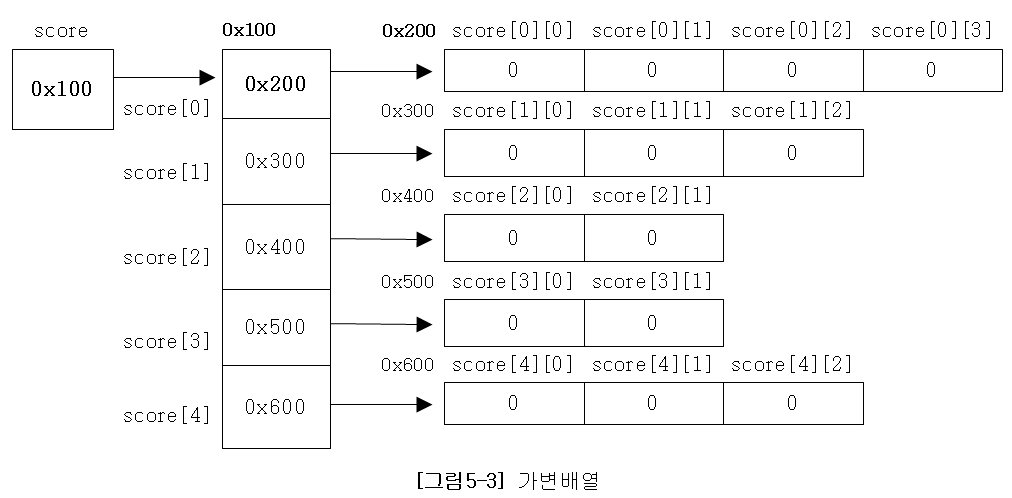 score 0x100 0x200 score[0][0] score[0][1] score[0][2] score[0][3]
0x100 0x200 0 0 0 0
score[0] 0x300 score[1][0] score[1][1] score[1][2]
0x300 0 0 0
score[1]
0x400 score[2][0] score[2][1]
0x400 0 0
score[2]
0x500 score[3][0] score[3][1]
0x500 0 0
score[3]
0x600 score[4][0] score[4][1] score[4][2]
0x600 0 0 0
score[4]
[그림5-3] 가변배열